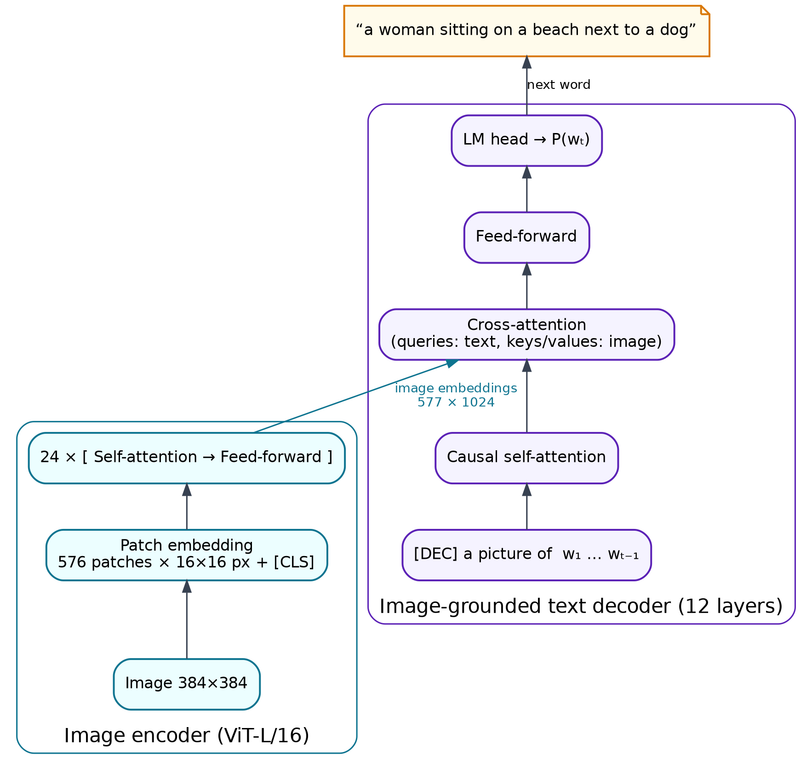 “a woman sitting on a beach next to a dog”
next word
LM head → P(wₜ)
Feed-forward
Cross-attention
(queries: text, keys/values: image)
image embeddings
577 × 1024
24 × [ Self-attention → Feed-forward ]
Causal self-attention
Patch embedding
576 patches × 16×16 px + [CLS]
[DEC] a picture of  w₁ … wₜ₋₁
Image-grounded text decoder (12 layers)
Image 384×384
Image encoder (ViT-L/16)